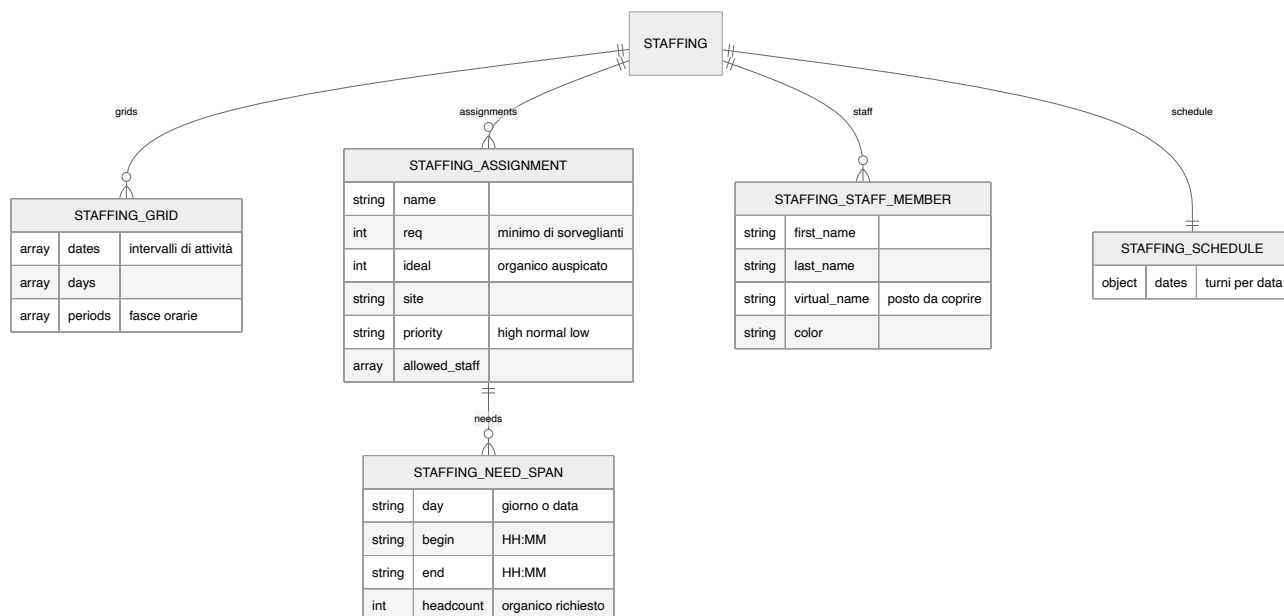 STAFFING
grids
assignments
staff
schedule
STAFFING_GRID
array dates intervalli di attività
array days
array periods fasce orarie
STAFFING_ASSIGNMENT
string name
int req minimo di sorveglianti
int ideal organico auspicato
string site
string priority high normal low
array allowed_staff
STAFFING_STAFF_MEMBER
string first_name
string last_name
string virtual_name posto da coprire
string color
STAFFING_SCHEDULE
object dates turni per data
needs
STAFFING_NEED_SPAN
string day giorno o data
string begin HH:MM
string end HH:MM
int headcount organico richiesto